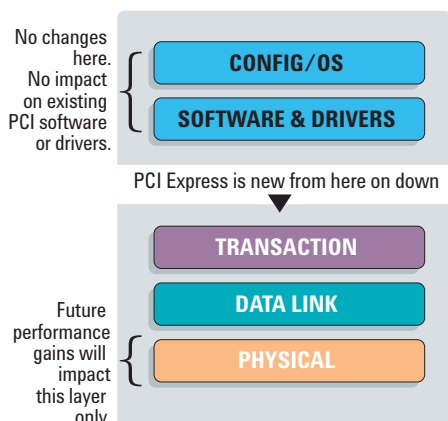 No changes
here.
No impact
on existing
PCI software
or drivers.
CONFIG/OS
SOFTWARE & DRIVERS
PCI Express is new from here on down
TRANSACTION
DATA LINK
PHYSICAL
Future
performance
gains will
impact
this layer
only